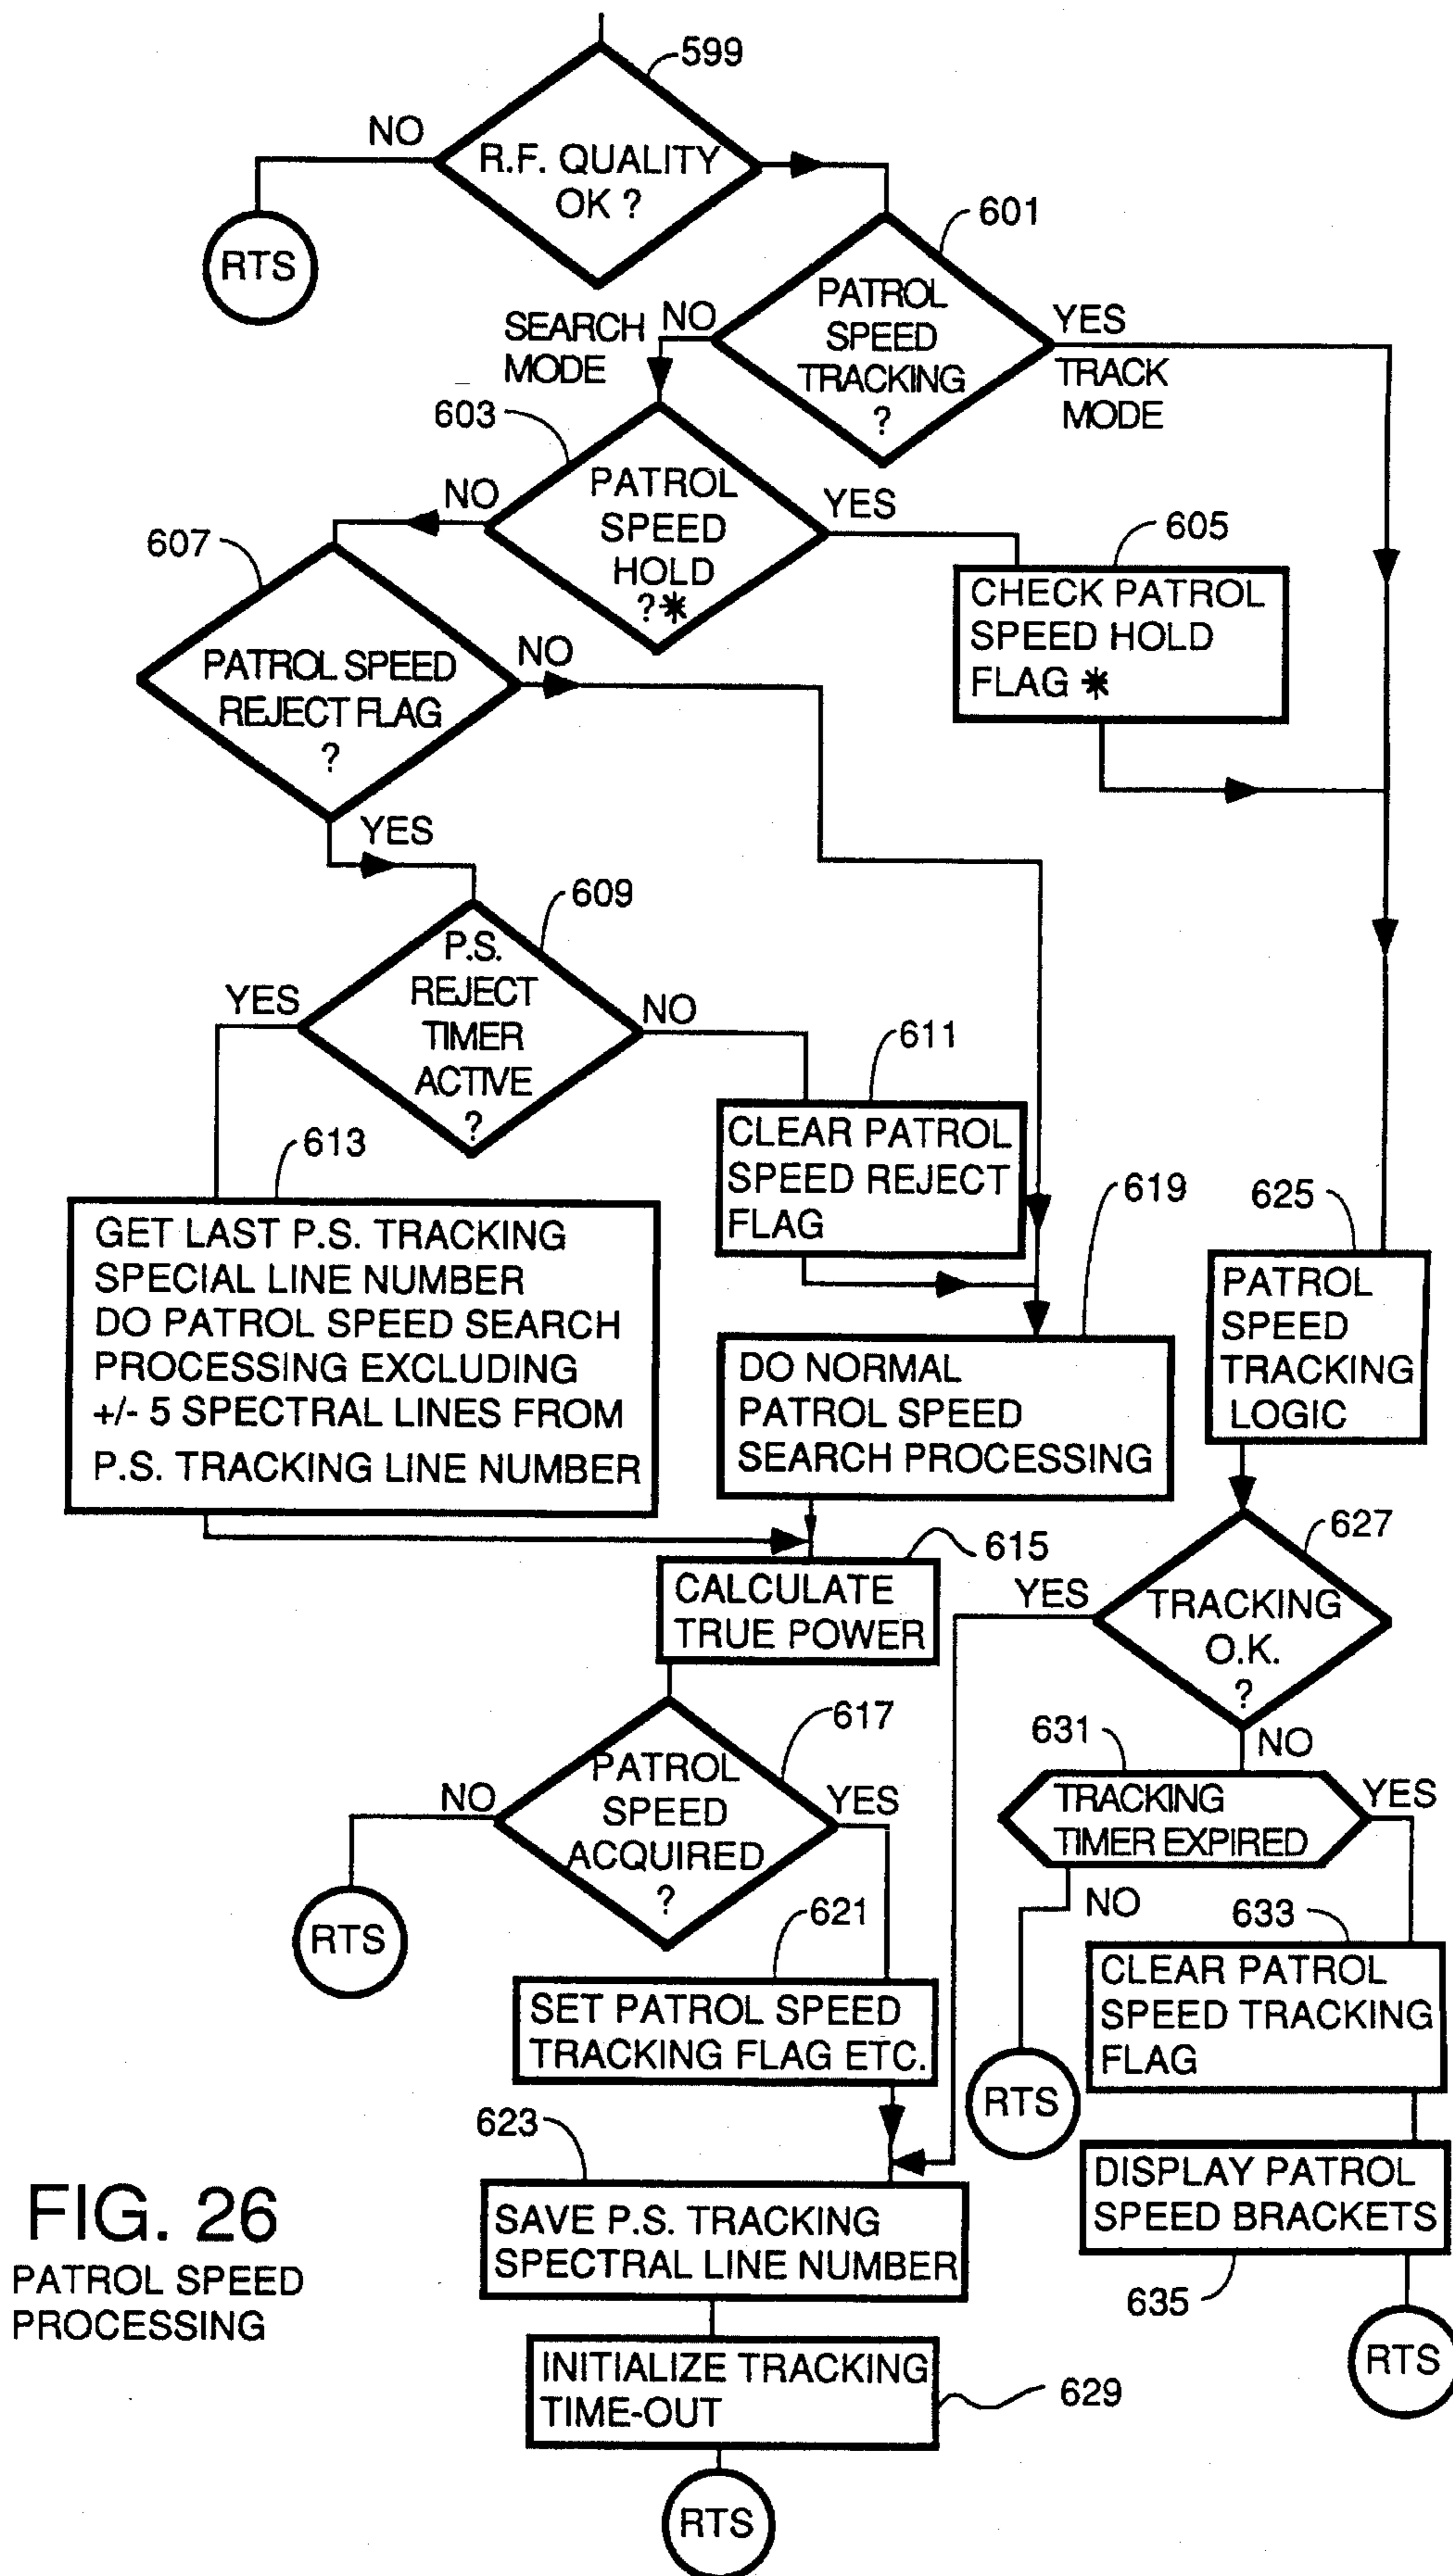 599
NO
R.F. QUALITY
OK ?
RTS
601
PATROL
SPEED
TRACKING
?
NO
SEARCH
MODE
YES
TRACK
MODE
603
PATROL
SPEED
HOLD
?*
NO
YES
605
CHECK PATROL
SPEED HOLD
FLAG *
607
PATROL SPEED
REJECT FLAG
?
NO
YES
609
P.S.
REJECT
TIMER
ACTIVE
?
YES
NO
611
CLEAR PATROL
SPEED REJECT
FLAG
613
GET LAST P.S. TRACKING
SPECIAL LINE NUMBER
DO PATROL SPEED SEARCH
PROCESSING EXCLUDING
+/- 5 SPECTRAL LINES FROM
P.S. TRACKING LINE NUMBER
619
DO NORMAL
PATROL SPEED
SEARCH PROCESSING
625
PATROL
SPEED
TRACKING
LOGIC
615
CALCULATE
TRUE POWER
627
YES
TRACKING
O.K.
?
NO
617
PATROL
SPEED
ACQUIRED
?
NO
YES
RTS
631
TRACKING
TIMER EXPIRED
YES
NO
RTS
621
SET PATROL SPEED
TRACKING FLAG ETC.
633
CLEAR PATROL
SPEED TRACKING
FLAG
623
SAVE P.S. TRACKING
SPECTRAL LINE NUMBER
DISPLAY PATROL
SPEED BRACKETS
635
RTS
INITIALIZE TRACKING
TIME-OUT
629
RTS
FIG. 26
PATROL SPEED
PROCESSING